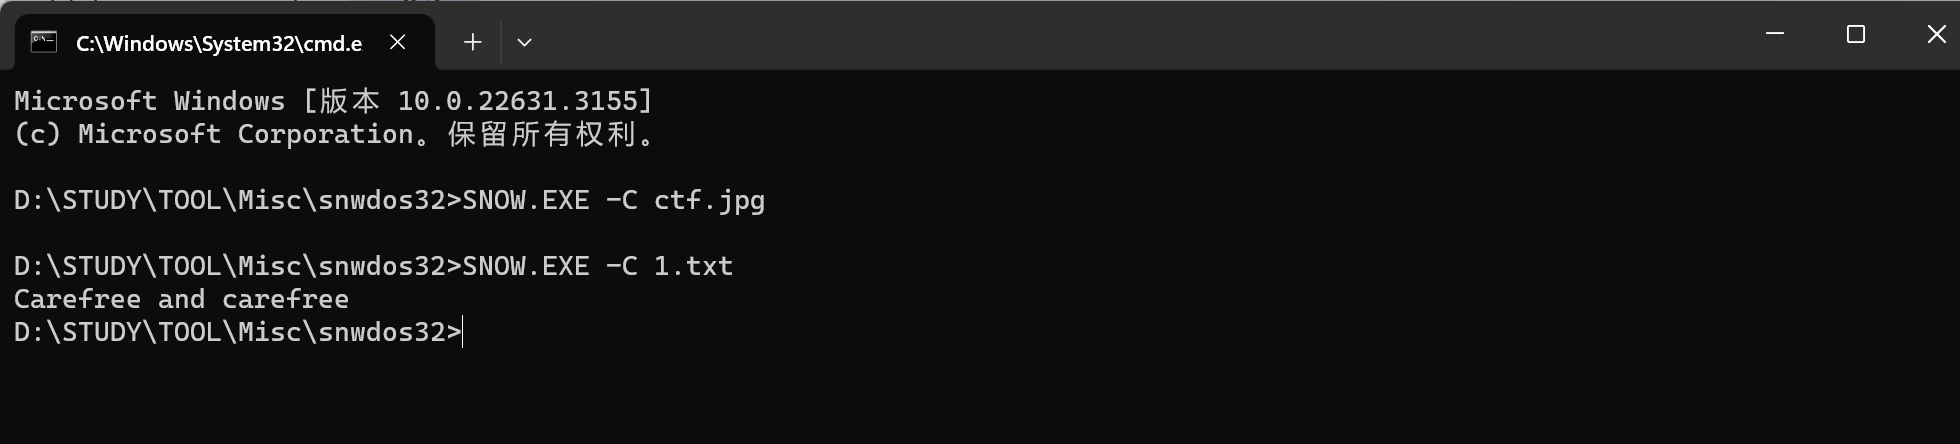 C:\Windows\System32\cmd.e
Microsoft Windows [版本 10.0.22631.3155]
(c) Microsoft Corporation。保留所有权利。
D:\STUDY\TOOL\Misc\snwdos32>SNOW.EXE -C ctf.jpg
D:\STUDY\TOOL\Misc\snwdos32>SNOW.EXE -C 1.txt
Carefree and carefree
D:\STUDY\TOOL\Misc\snwdos32>